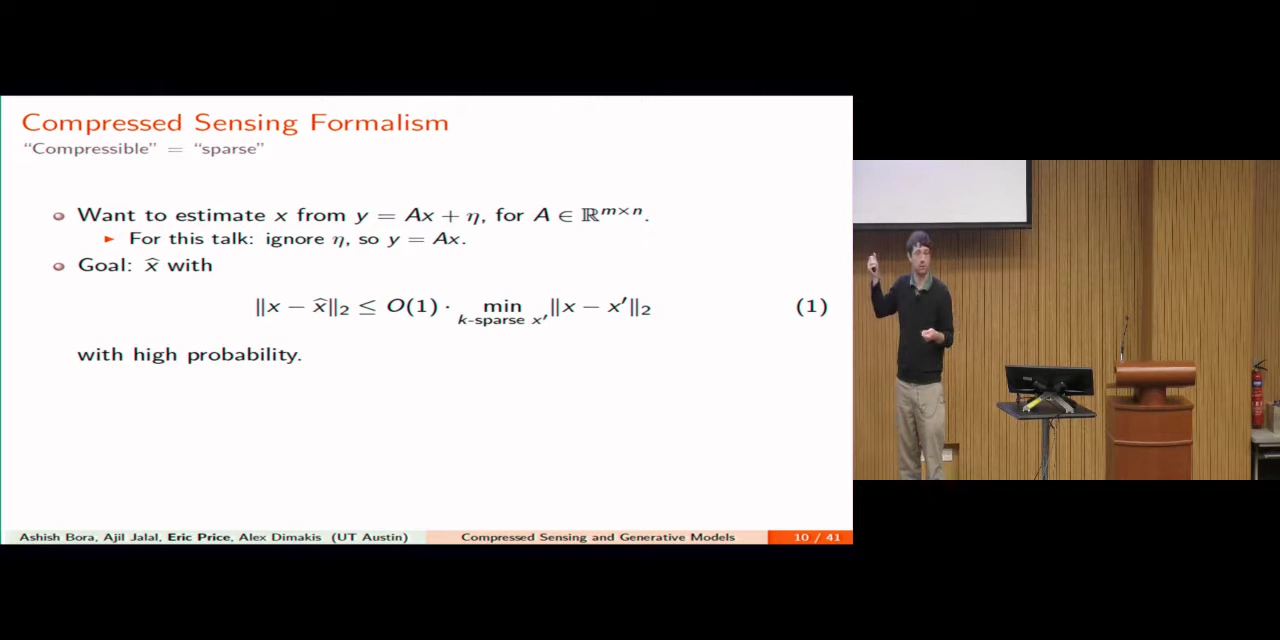 Compressed Sensing Formalism
“Compressible” = “sparse”
Want to estimate x from y = Ax + η, for A ∈ ℝ^{m×n}.
For this talk: ignore η, so y = Ax.
Goal: x̂ with
‖x − x̂‖₂ ≤ O(1) · min_{k-sparse x′} ‖x − x′‖₂ (1)
with high probability.
Ashish Bora, Ajil Jalal, Eric Price, Alex Dimakis (UT Austin) Compressed Sensing and Generative Models 10 / 41